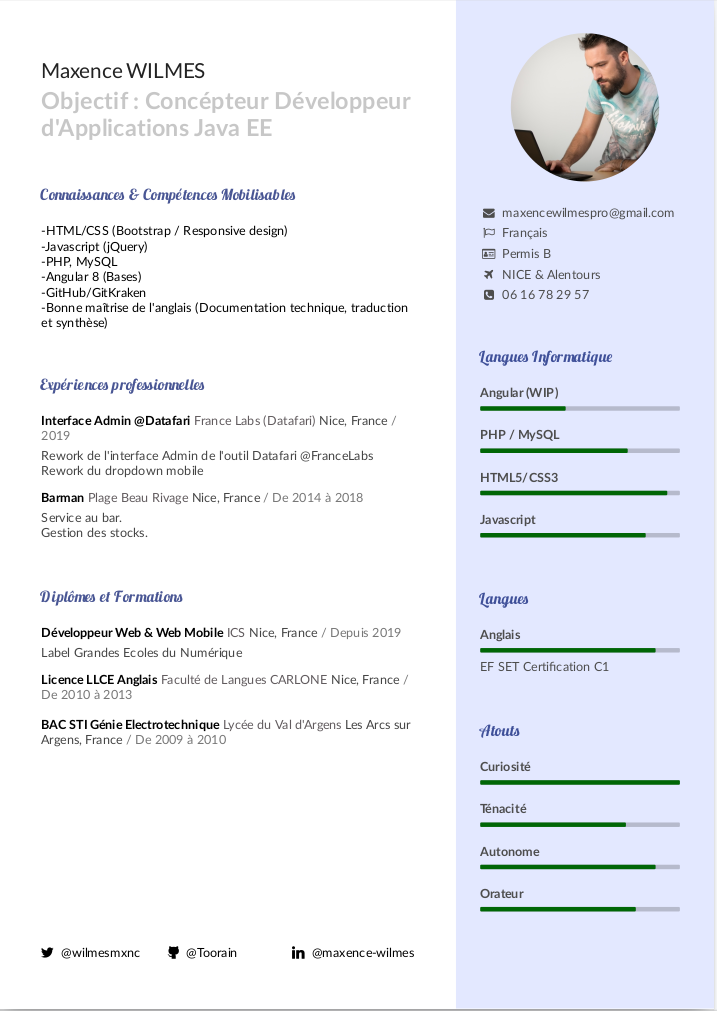 Maxence WILMES
Objectif : Concépteur Développeur
d'Applications Java EE
Connaissances & Compétences Mobilisables
-HTML/CSS (Bootstrap / Responsive design)
-Javascript (jQuery)
-PHP, MySQL
-Angular 8 (Bases)
-GitHub/GitKraken
-Bonne maîtrise de l'anglais (Documentation technique, traduction
et synthèse)
Expériences professionnelles
Interface Admin @Datafari France Labs (Datafari) Nice, France /
2019
Rework de l'interface Admin de l'outil Datafari @FranceLabs
Rework du dropdown mobile
Barman Plage Beau Rivage Nice, France / De 2014 à 2018
Service au bar.
Gestion des stocks.
Diplômes et Formations
Développeur Web & Web Mobile ICS Nice, France / Depuis 2019
Label Grandes Ecoles du Numérique
Licence LLCE Anglais Faculté de Langues CARLONE Nice, France /
De 2010 à 2013
BAC STI Génie Electrotechnique Lycée du Val d'Argens Les Arcs sur
Argens, France / De 2009 à 2010
@wilmesmxnc @Toorain @maxence-wilmes
maxencewilmespro@gmail.com
Français
Permis B
NICE & Alentours
06 16 78 29 57
Langues Informatique
Angular (WIP)
PHP / MySQL
HTML5/CSS3
Javascript
Langues
Anglais
EF SET Certification C1
Atouts
Curiosité
Ténacité
Autonome
Orateur